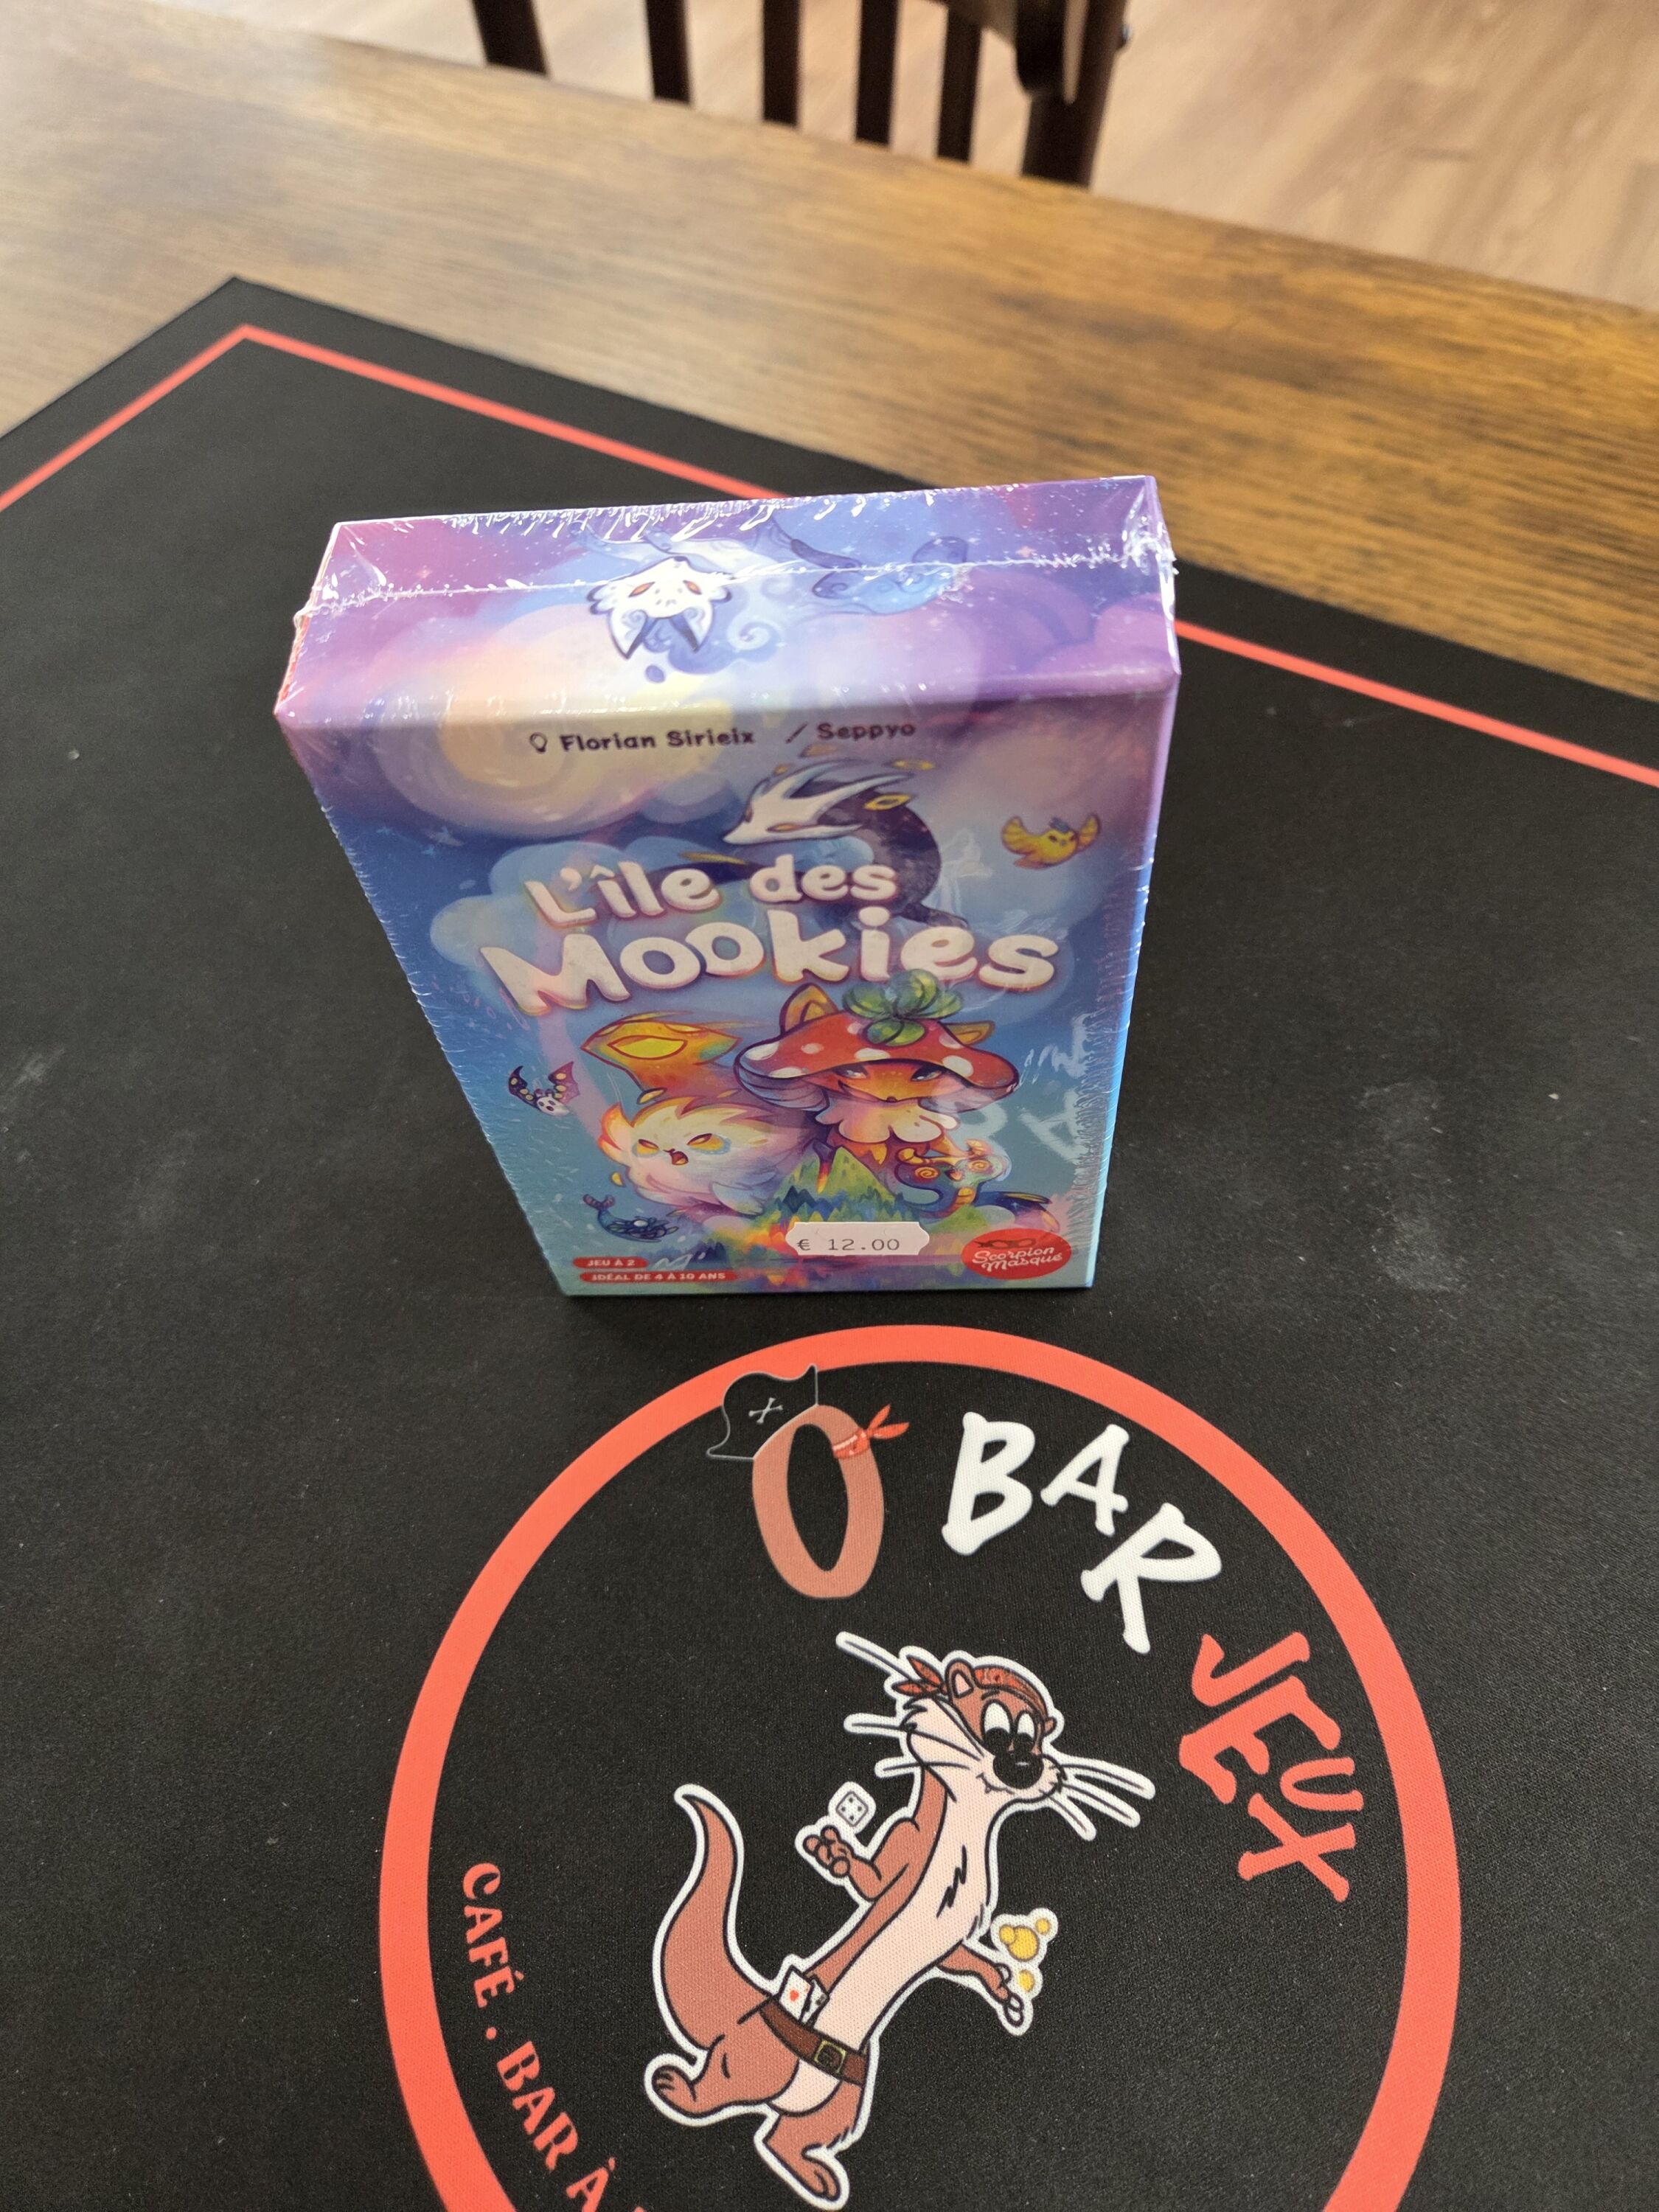 Florian Sirieix / Seppyo
L'île des
Mookies
€ 12.00
JEU À 2
IDÉAL DE 4 À 10 ANS
Scorpion
Masqué
Ô BAR JEUX
CAFÉ . BAR À